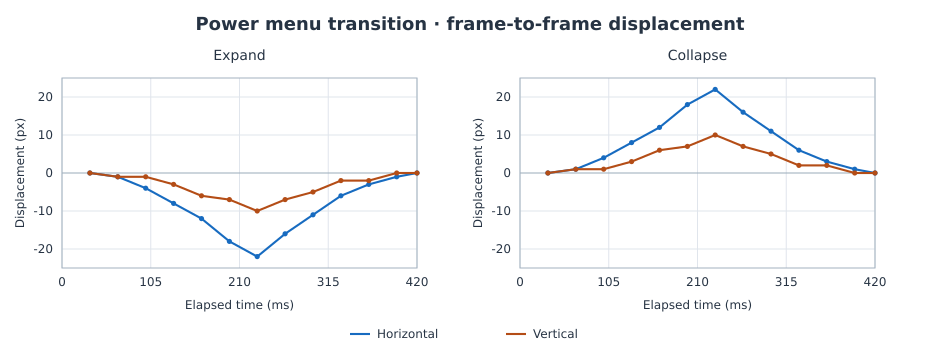 Power menu transition · frame-to-frame displacement
Expand
Collapse
Displacement (px)
20
10
0
-10
-20
0
105
210
315
420
Elapsed time (ms)
Displacement (px)
20
10
0
-10
-20
0
105
210
315
420
Elapsed time (ms)
Horizontal
Vertical